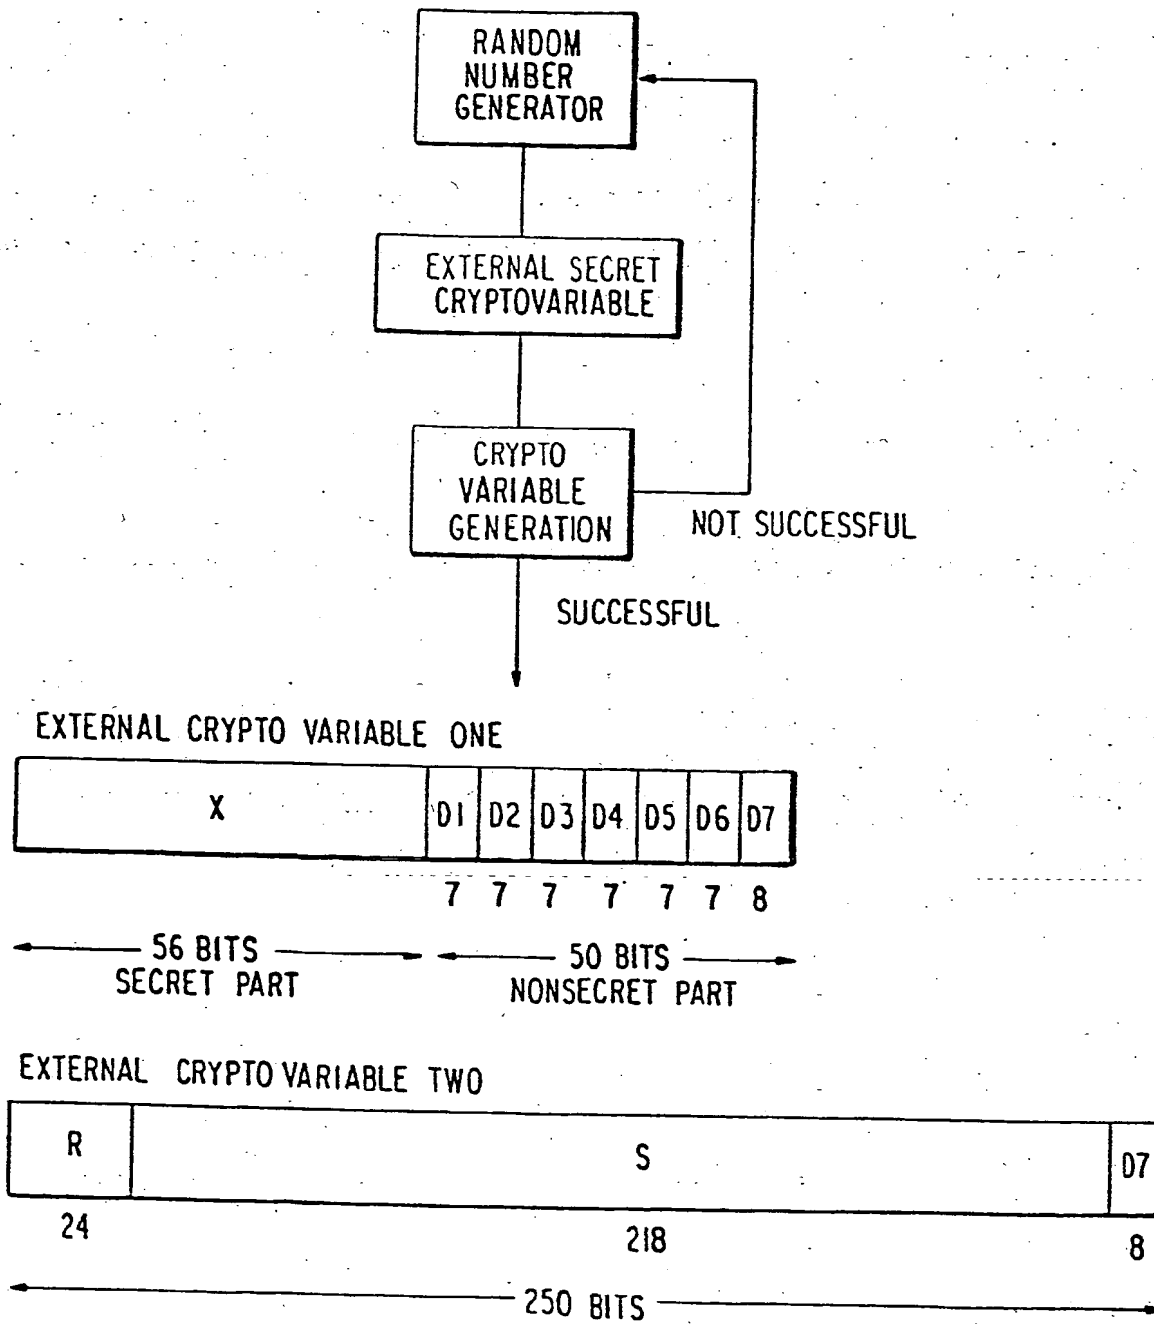 RANDOM
NUMBER
GENERATOR
EXTERNAL SECRET
CRYPTOVARIABLE
CRYPTO
VARIABLE
GENERATION
NOT SUCCESSFUL
SUCCESSFUL
EXTERNAL CRYPTO VARIABLE ONE
X D1 D2 D3 D4 D5 D6 D7
7 7 7 7 7 7 8
56 BITS 50 BITS
SECRET PART NONSECRET PART
EXTERNAL CRYPTO VARIABLE TWO
R S D7
24 218 8
250 BITS